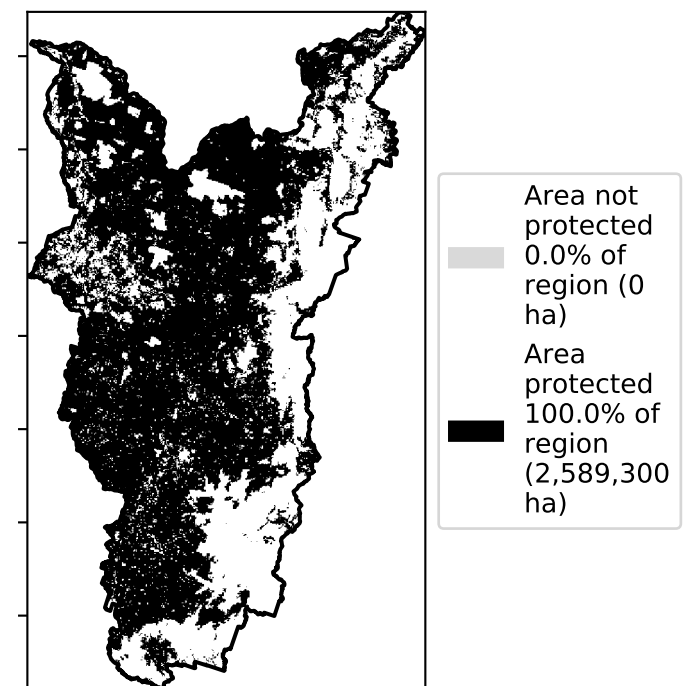 Area not
protected
0.0% of
region (0
ha)
Area
protected
100.0% of
region
(2,589,300
ha)